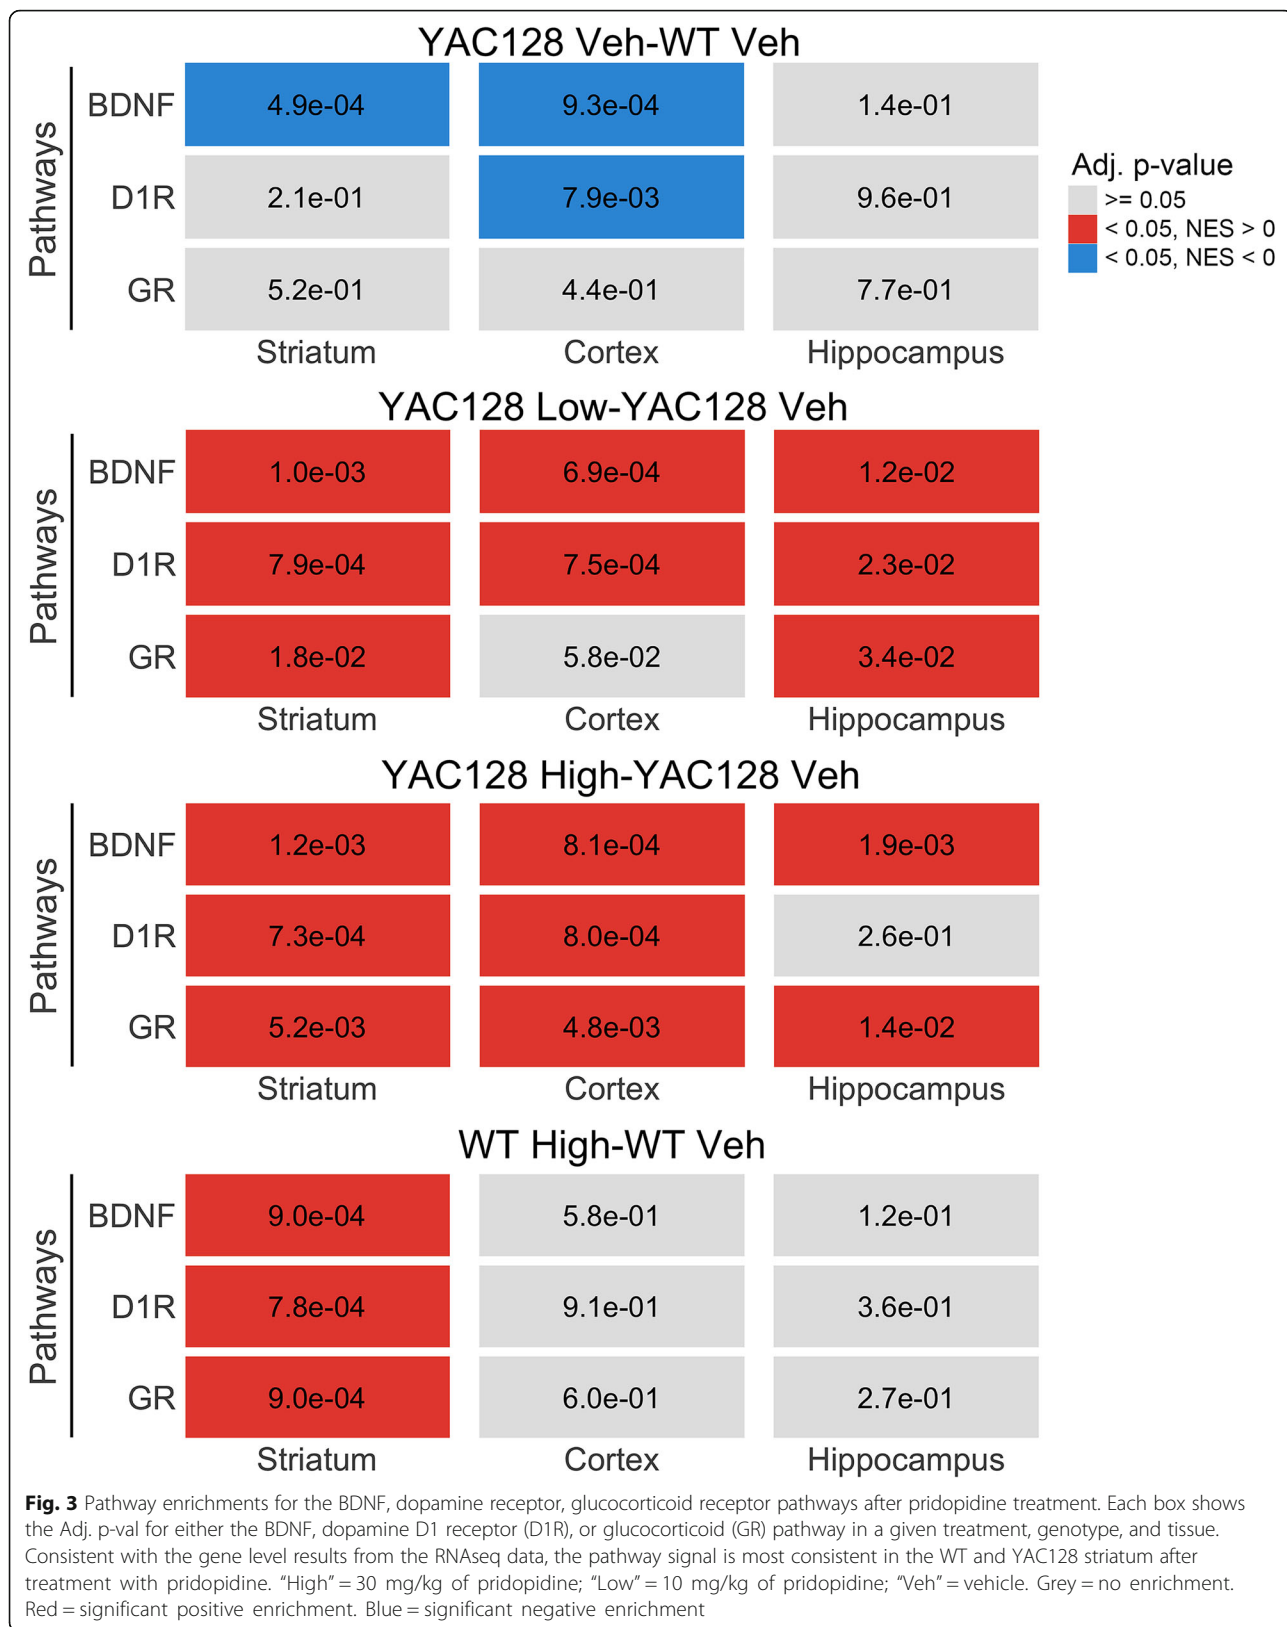 YAC128 Veh-WT Veh
Pathways
BDNF 4.9e-04 9.3e-04 1.4e-01
D1R 2.1e-01 7.9e-03 9.6e-01
GR 5.2e-01 4.4e-01 7.7e-01
Striatum Cortex Hippocampus
Adj. p-value
>= 0.05
< 0.05, NES > 0
< 0.05, NES < 0
YAC128 Low-YAC128 Veh
Pathways
BDNF 1.0e-03 6.9e-04 1.2e-02
D1R 7.9e-04 7.5e-04 2.3e-02
GR 1.8e-02 5.8e-02 3.4e-02
Striatum Cortex Hippocampus
YAC128 High-YAC128 Veh
Pathways
BDNF 1.2e-03 8.1e-04 1.9e-03
D1R 7.3e-04 8.0e-04 2.6e-01
GR 5.2e-03 4.8e-03 1.4e-02
Striatum Cortex Hippocampus
WT High-WT Veh
Pathways
BDNF 9.0e-04 5.8e-01 1.2e-01
D1R 7.8e-04 9.1e-01 3.6e-01
GR 9.0e-04 6.0e-01 2.7e-01
Striatum Cortex Hippocampus
Fig. 3 Pathway enrichments for the BDNF, dopamine receptor, glucocorticoid receptor pathways after pridopidine treatment. Each box shows
the Adj. p-val for either the BDNF, dopamine D1 receptor (D1R), or glucocorticoid (GR) pathway in a given treatment, genotype, and tissue.
Consistent with the gene level results from the RNAseq data, the pathway signal is most consistent in the WT and YAC128 striatum after
treatment with pridopidine. “High” = 30 mg/kg of pridopidine; “Low” = 10 mg/kg of pridopidine; “Veh” = vehicle. Grey = no enrichment.
Red = significant positive enrichment. Blue = significant negative enrichment